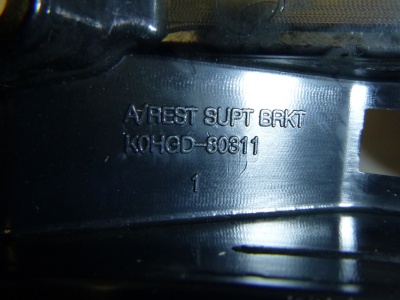 A/REST SUPT BRKT
K0HGD-80311
1